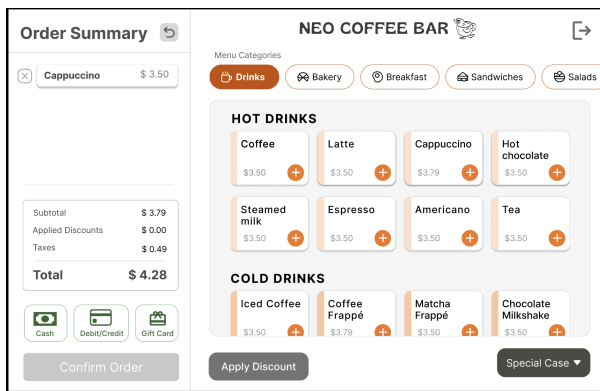 Order Summary
Cappuccino $ 3.50
Subtotal $ 3.79
Applied Discounts $ 0.00
Taxes $ 0.49
Total $ 4.28
Cash Debit/Credit Gift Card
Confirm Order
NEO COFFEE BAR
Menu Categories
Drinks Bakery Breakfast Sandwiches Salads
HOT DRINKS
Coffee Latte Cappuccino Hot
chocolate
$3.50 $3.50 $3.79 $3.50
Steamed Espresso Americano Tea
milk
$3.50 $3.50 $3.50 $3.50
COLD DRINKS
Iced Coffee Coffee Matcha Chocolate
Frappé Frappé Milkshake
$3.50 $3.79 $3.50 $3.50
Apply Discount Special Case